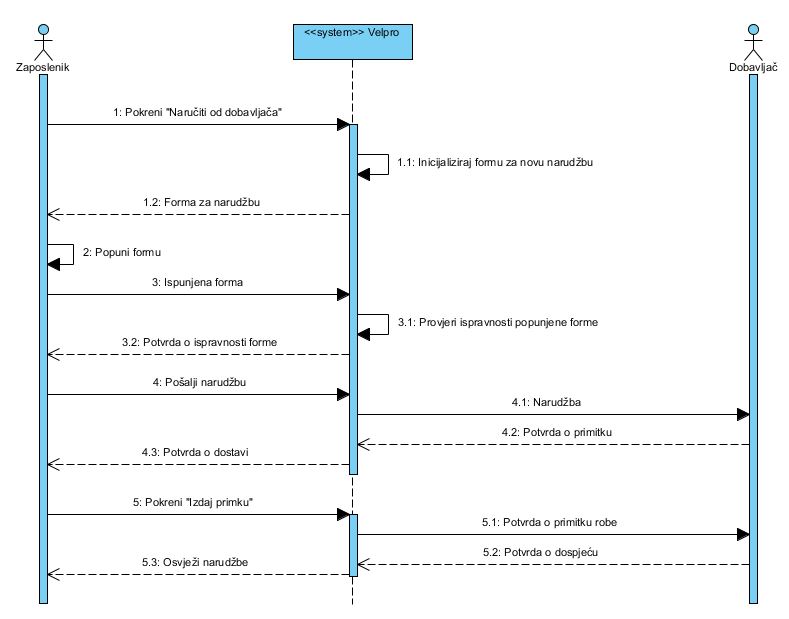 <<system>> Velpro
Zaposlenik
Dobavljač
1: Pokreni "Naručiti od dobavljača"
1.1: Inicijaliziraj formu za novu narudžbu
1.2: Forma za narudžbu
2: Popuni formu
3: Ispunjena forma
3.1: Provjeri ispravnosti popunjene forme
3.2: Potvrda o ispravnosti forme
4: Pošalji narudžbu
4.1: Narudžba
4.2: Potvrda o primitku
4.3: Potvrda o dostavi
5: Pokreni "Izdaj primku"
5.1: Potvrda o primitku robe
5.2: Potvrda o dospjeću
5.3: Osvježi narudžbe